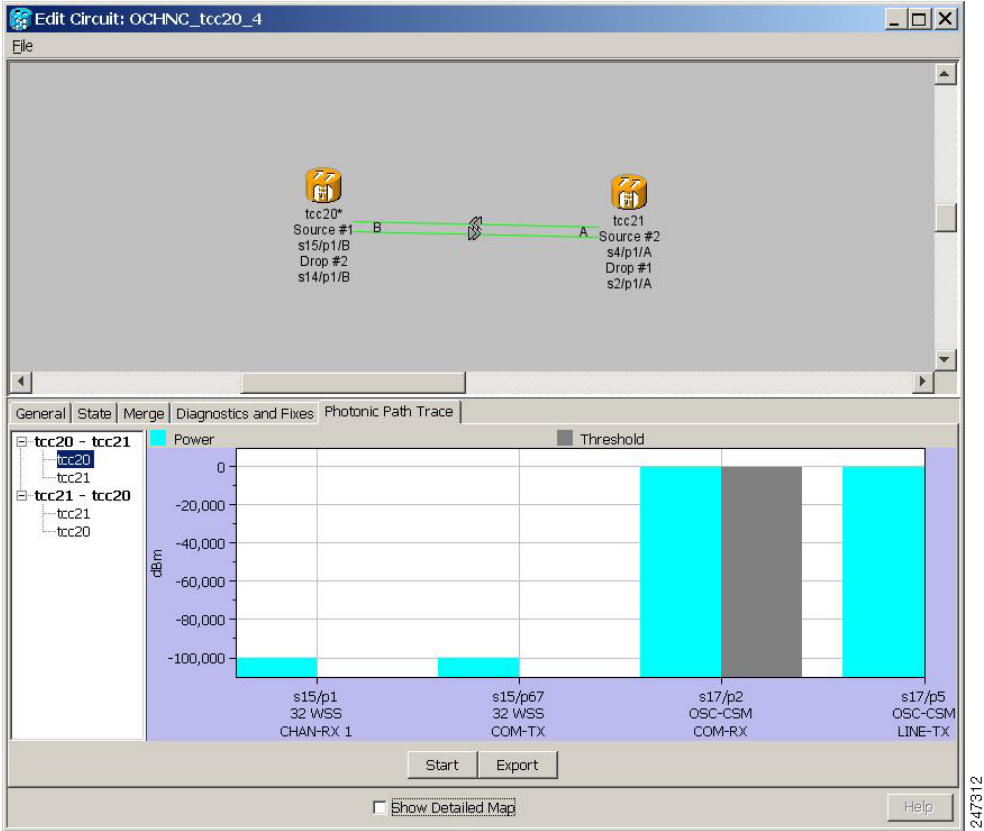 Edit Circuit: OCHNC_tcc20_4
File
tcc20*
Source #1
s15/p1/B
Drop #2
s14/p1/B
B
A
tcc21
Source #2
s4/p1/A
Drop #1
s2/p1/A
General State Merge Diagnostics and Fixes Photonic Path Trace
tcc20 - tcc21
tcc20
tcc21
tcc21 - tcc20
tcc21
tcc20
Power Threshold
0
-20,000
-40,000
-60,000
-80,000
-100,000
dBm
s15/p1
32 WSS
CHAN-RX 1
s15/p67
32 WSS
COM-TX
s17/p2
OSC-CSM
COM-RX
s17/p5
OSC-CSM
LINE-TX
Start Export
Show Detailed Map
Help
247312